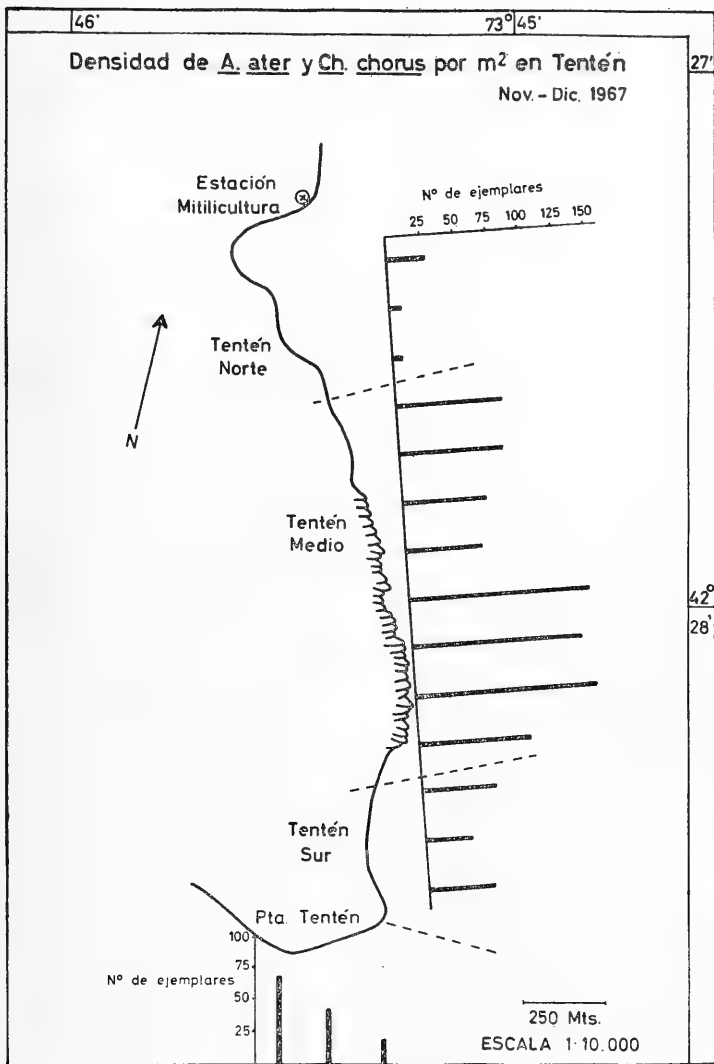 46'
73° 45'
Densidad de A. ater y Ch. chorus por m² en Tentén
27'
Nov. - Dic. 1967
Estación
Mitilicultura
Nº de ejemplares
25 50 75 100 125 150
Tentén
Norte
N
Tentén
Medio
42°
28'
Tentén
Sur
Pta. Tentén
100
75
Nº de ejemplares
50
25
250 Mts.
ESCALA 1:10.000